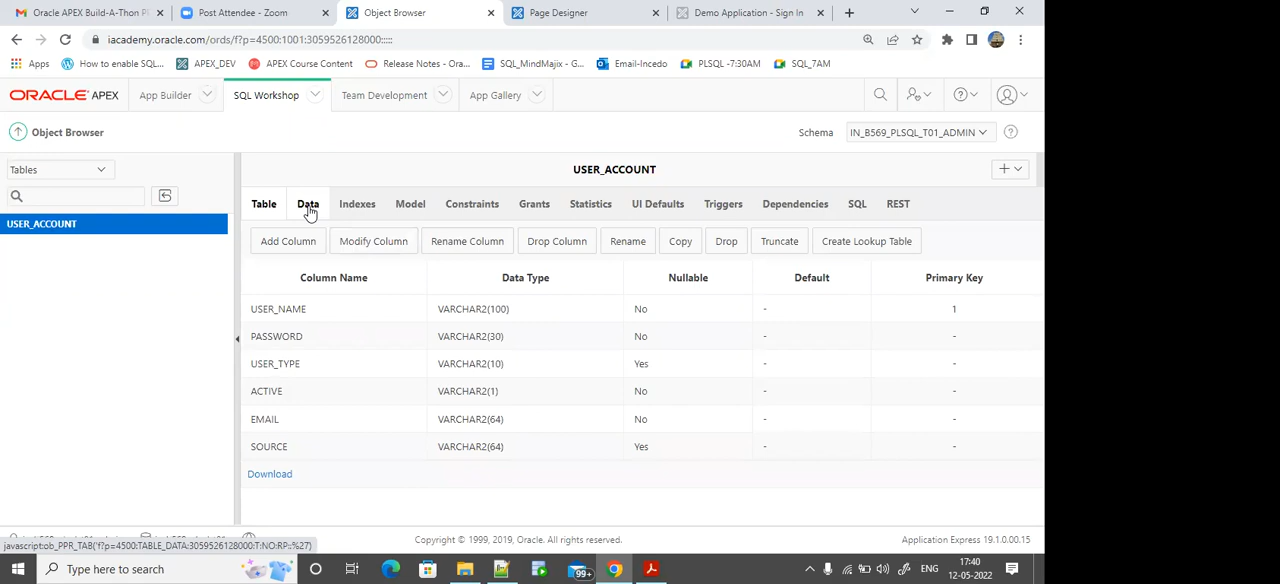 Oracle APEX Build-A-Thon P
Post Attendee - Zoom
Object Browser
Page Designer
Demo Application - Sign In
iacademy.oracle.com/ords/f?p=4500:1001:3059526128000:::::
Apps
How to enable SQL...
APEX_DEV
APEX Course Content
Release Notes - Ora...
SQL_MindMajix - G...
Email-Incedo
PLSQL -7:30AM
SQL_7AM
ORACLE APEX
App Builder
SQL Workshop
Team Development
App Gallery
Object Browser
Schema
IN_B569_PLSQL_T01_ADMIN
Tables
USER_ACCOUNT
USER_ACCOUNT
Table Data Indexes Model Constraints Grants Statistics UI Defaults Triggers Dependencies SQL REST
Add Column Modify Column Rename Column Drop Column Rename Copy Drop Truncate Create Lookup Table
Column Name Data Type Nullable Default Primary Key
USER_NAME VARCHAR2(100) No - 1
PASSWORD VARCHAR2(30) No - -
USER_TYPE VARCHAR2(10) Yes - -
ACTIVE VARCHAR2(1) No - -
EMAIL VARCHAR2(64) No - -
SOURCE VARCHAR2(64) Yes - -
Download
Copyright © 1999, 2019, Oracle. All rights reserved.
Application Express 19.1.0.00.15
javascript:ob_PPR_TAB('f?p=4500:TABLE_DATA:3059526128000:T:NO:RP::%27)
Type here to search
99+
ENG
17:40
12-05-2022